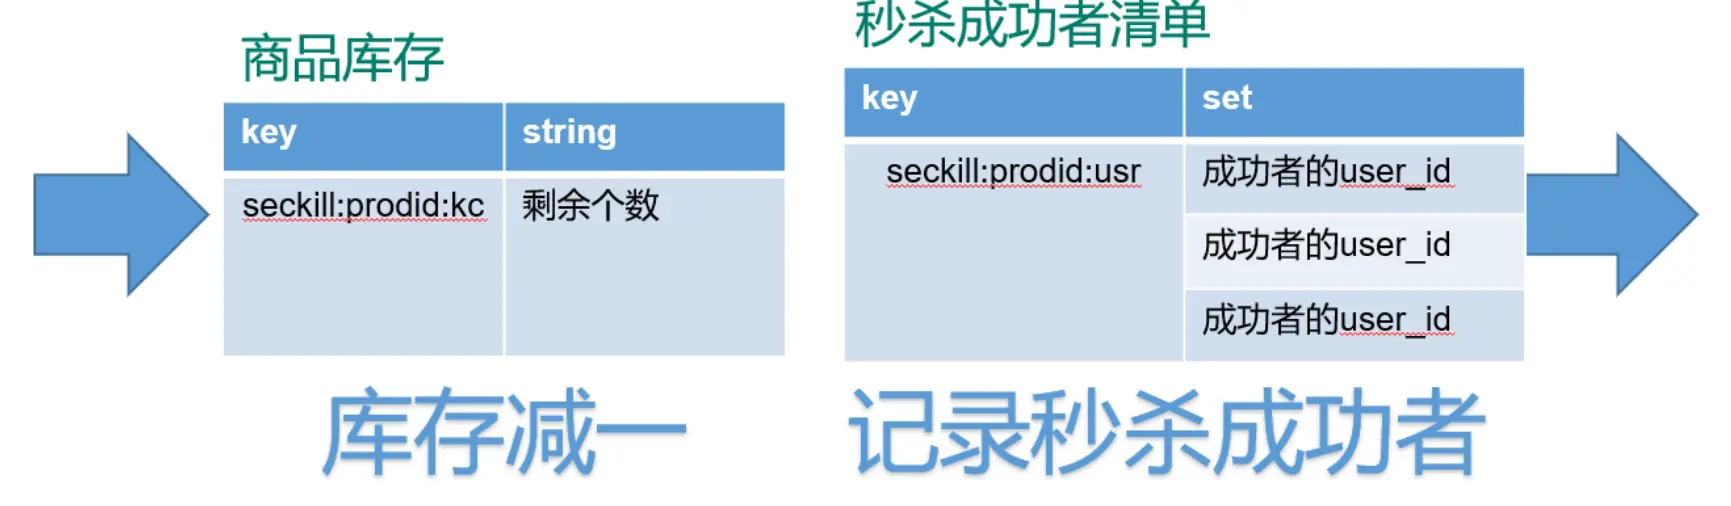 商品库存
key string
seckill:prodid:kc 剩余个数
库存减一
秒杀成功者清单
key set
seckill:prodid:usr 成功者的user_id
成功者的user_id
成功者的user_id
记录秒杀成功者